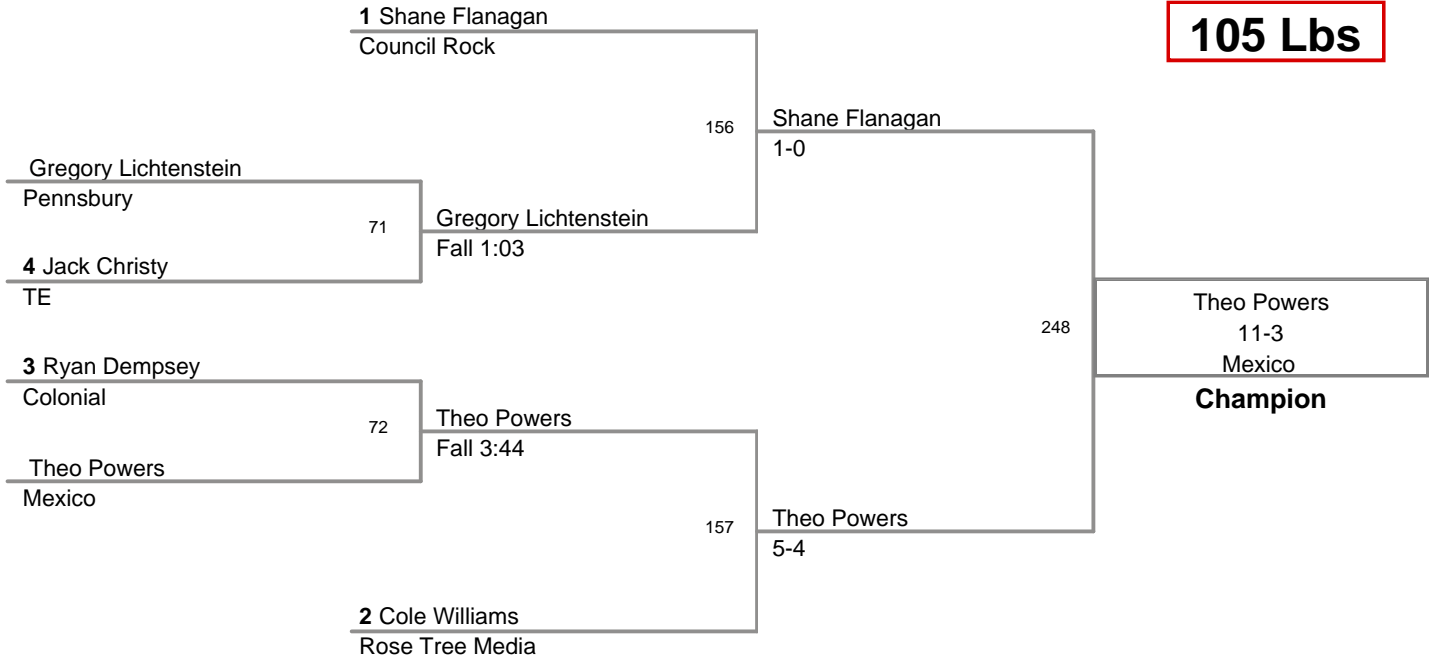 1 Shane Flanagan
Council Rock
105 Lbs
156
Shane Flanagan
1-0
Gregory Lichtenstein
Pennsbury
71
Gregory Lichtenstein
Fall 1:03
4 Jack Christy
TE
248
Theo Powers
11-3
Mexico
Champion
3 Ryan Dempsey
Colonial
72
Theo Powers
Fall 3:44
Theo Powers
Mexico
157
Theo Powers
5-4
2 Cole Williams
Rose Tree Media